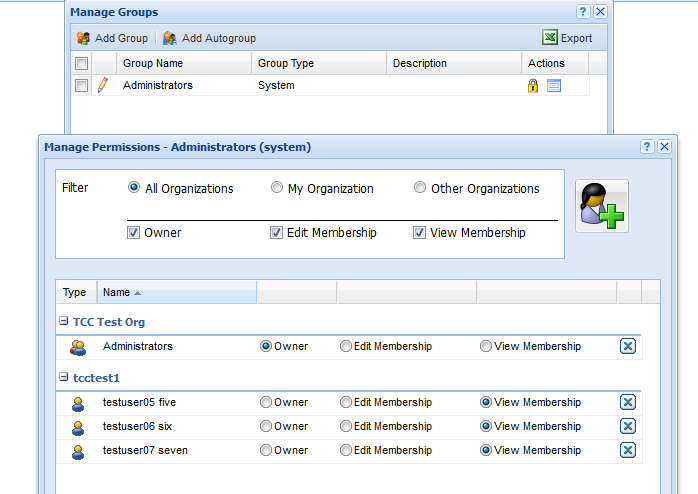 Manage Groups
Add Group Add Autogroup Export
Group Name Group Type Description Actions
Administrators System
Manage Permissions - Administrators (system)
Filter All Organizations My Organization Other Organizations
Owner Edit Membership View Membership
Type Name
TCC Test Org
Administrators Owner Edit Membership View Membership
tcctest1
testuser05 five Owner Edit Membership View Membership
testuser06 six Owner Edit Membership View Membership
testuser07 seven Owner Edit Membership View Membership